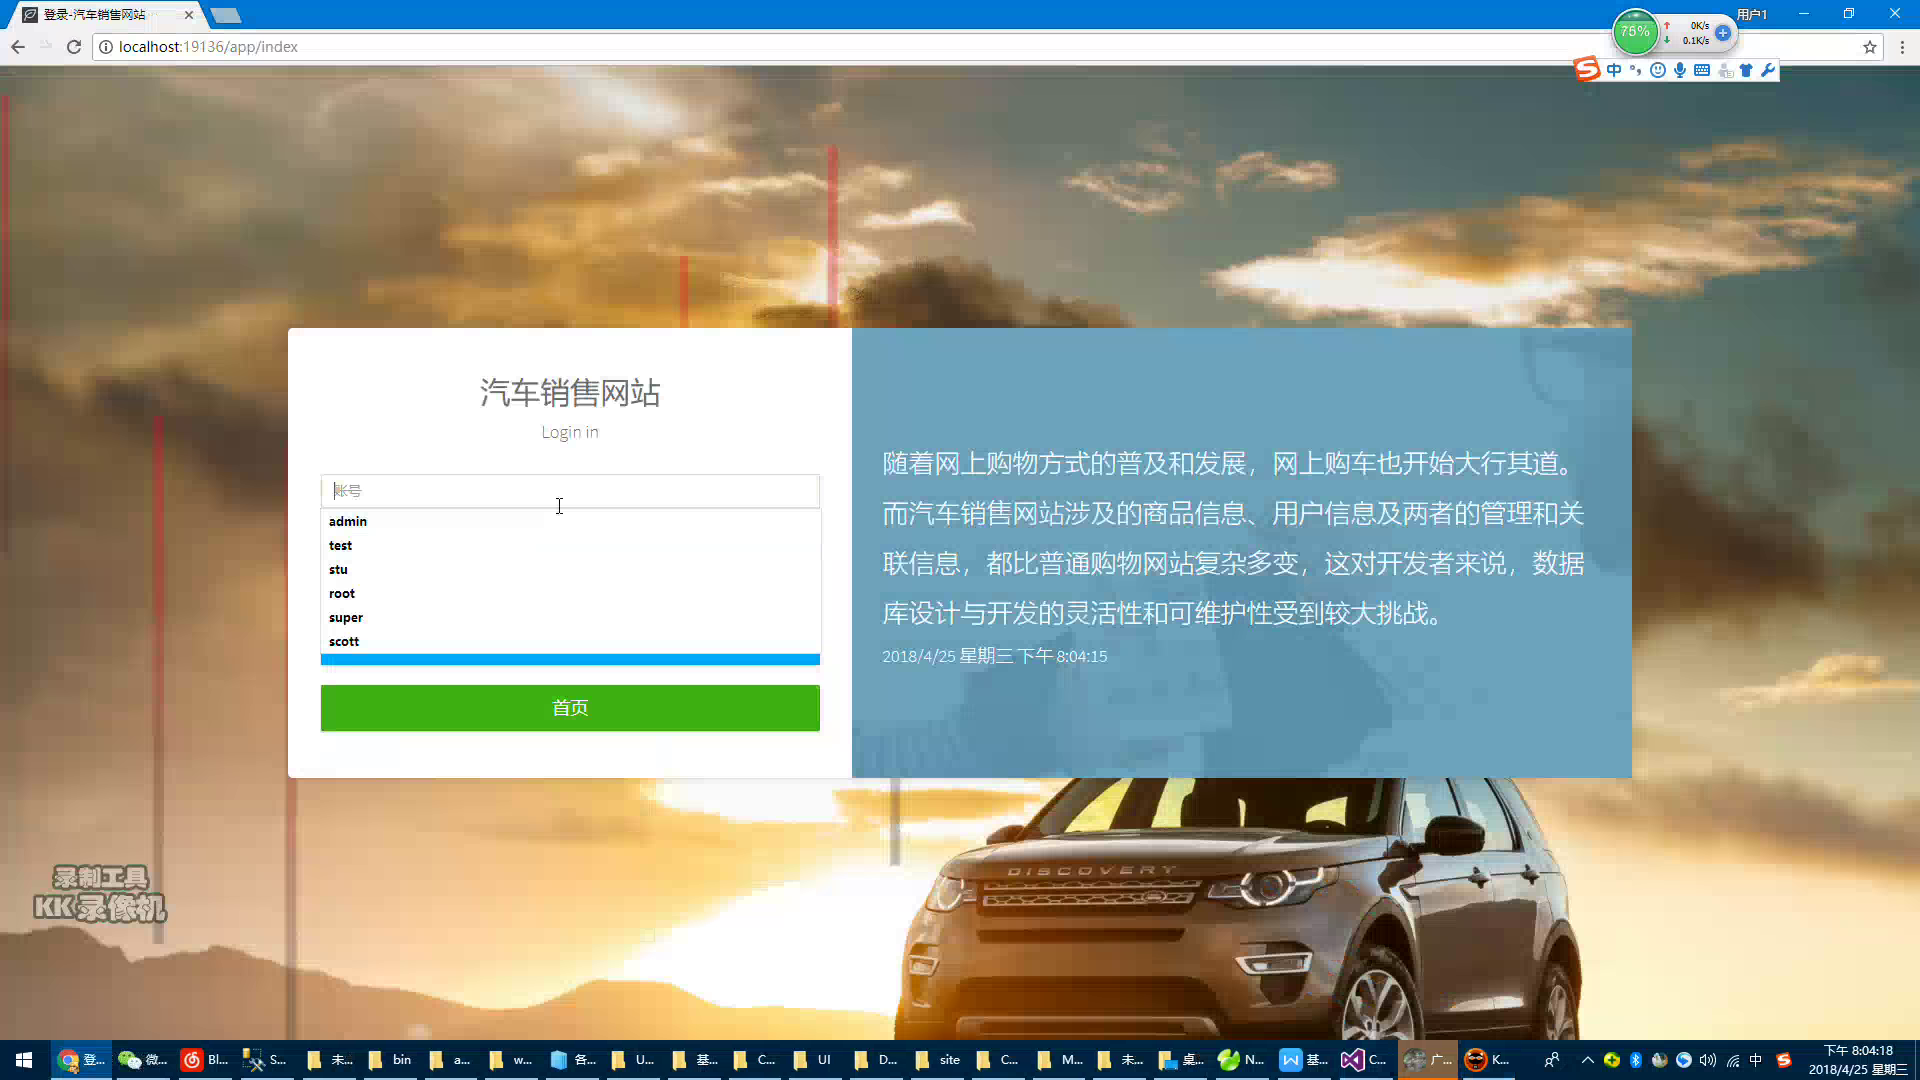 登录-汽车销售网站
用户1
localhost:19136/app/index
75%
0K/s
0.1K/s
中
汽车销售网站
Login in
账号
admin
test
stu
root
super
scott
首页
随着网上购物方式的普及和发展，网上购车也开始大行其道。
而汽车销售网站涉及的商品信息、用户信息及两者的管理和关
联信息，都比普通购物网站复杂多变，这对开发者来说，数据
库设计与开发的灵活性和可维护性受到较大挑战。
2018/4/25 星期三 下午 8:04:15
DISCOVERY
录制工具
KK录像机
登...
微...
Bl...
S...
未...
bin
a...
w...
各...
U...
基...
C...
UI
D...
site
C...
M...
未...
桌...
N...
基...
C...
广...
K...
中
下午 8:04:18
2018/4/25 星期三